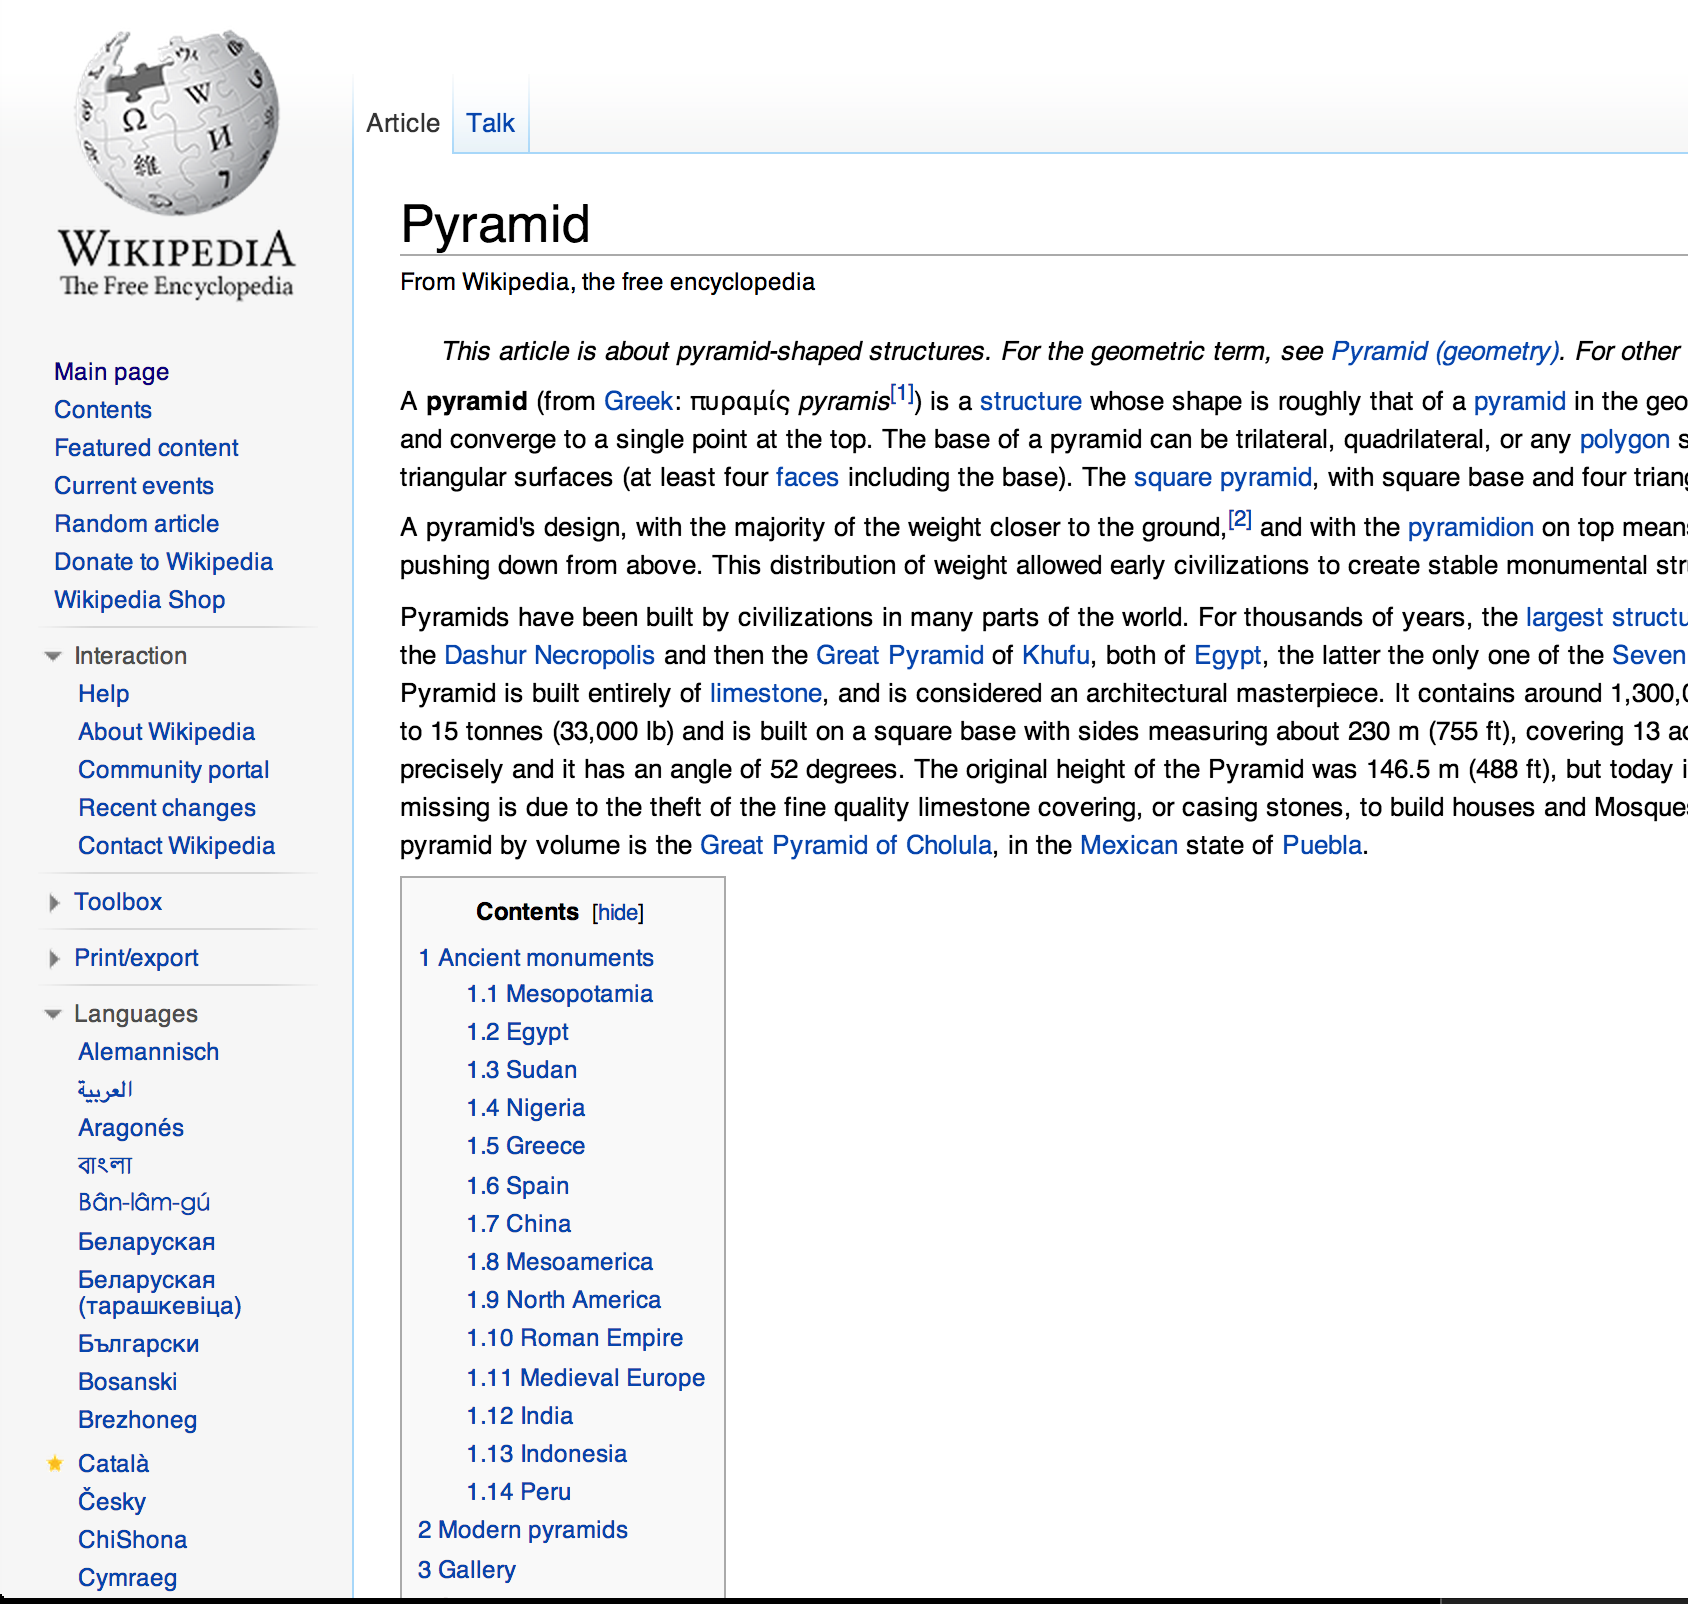 WIKIPEDIA
The Free Encyclopedia
Main page
Contents
Featured content
Current events
Random article
Donate to Wikipedia
Wikipedia Shop
Interaction
Help
About Wikipedia
Community portal
Recent changes
Contact Wikipedia
Toolbox
Print/export
Languages
Alemannisch
العربية
Aragonés
বাংলা
Bân-lâm-gú
Беларуская
Беларуская
(тарашкевіца)
Български
Bosanski
Brezhoneg
Català
Česky
ChiShona
Cymraeg
Article Talk
Pyramid
From Wikipedia, the free encyclopedia
This article is about pyramid-shaped structures. For the geometric term, see Pyramid (geometry). For other
A pyramid (from Greek: πυραμίς pyramis[1]) is a structure whose shape is roughly that of a pyramid in the
and converge to a single point at the top. The base of a pyramid can be trilateral, quadrilateral, or any polygon
triangular surfaces (at least four faces including the base). The square pyramid, with square base and four
A pyramid's design, with the majority of the weight closer to the ground,[2] and with the pyramidion on top means
pushing down from above. This distribution of weight allowed early civilizations to create stable monumental
Pyramids have been built by civilizations in many parts of the world. For thousands of years, the largest
the Dashur Necropolis and then the Great Pyramid of Khufu, both of Egypt, the latter the only one of the Seven
Pyramid is built entirely of limestone, and is considered an architectural masterpiece. It contains around
to 15 tonnes (33,000 lb) and is built on a square base with sides measuring about 230 m (755 ft), covering 13
precisely and it has an angle of 52 degrees. The original height of the Pyramid was 146.5 m (488 ft), but today
missing is due to the theft of the fine quality limestone covering, or casing stones, to build houses and Mosques
pyramid by volume is the Great Pyramid of Cholula, in the Mexican state of Puebla.
Contents [hide]
1 Ancient monuments
1.1 Mesopotamia
1.2 Egypt
1.3 Sudan
1.4 Nigeria
1.5 Greece
1.6 Spain
1.7 China
1.8 Mesoamerica
1.9 North America
1.10 Roman Empire
1.11 Medieval Europe
1.12 India
1.13 Indonesia
1.14 Peru
2 Modern pyramids
3 Gallery